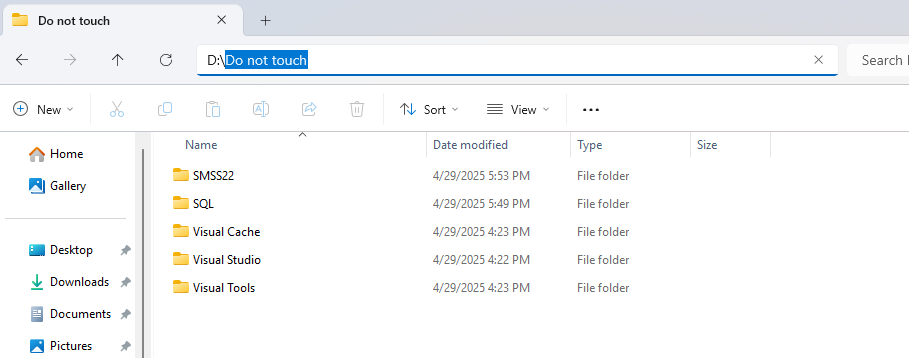 Do not touch
D:\Do not touch
Search
New
Sort
View
Name Date modified Type Size
Home
Gallery
Desktop
Downloads
Documents
Pictures
SMSS22 4/29/2025 5:53 PM File folder
SQL 4/29/2025 5:49 PM File folder
Visual Cache 4/29/2025 4:23 PM File folder
Visual Studio 4/29/2025 4:22 PM File folder
Visual Tools 4/29/2025 4:23 PM File folder